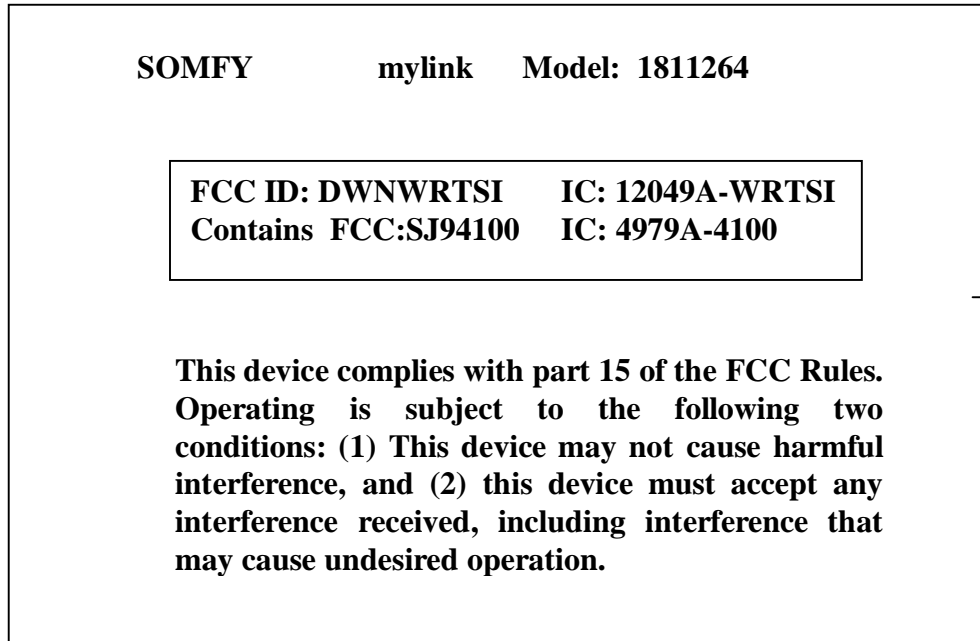 SOMFY mylink Model: 1811264
FCC ID: DWNWRTSI IC: 12049A-WRTSI
Contains FCC:SJ94100 IC: 4979A-4100
This device complies with part 15 of the FCC Rules.
Operating is subject to the following two
conditions: (1) This device may not cause harmful
interference, and (2) this device must accept any
interference received, including interference that
may cause undesired operation.